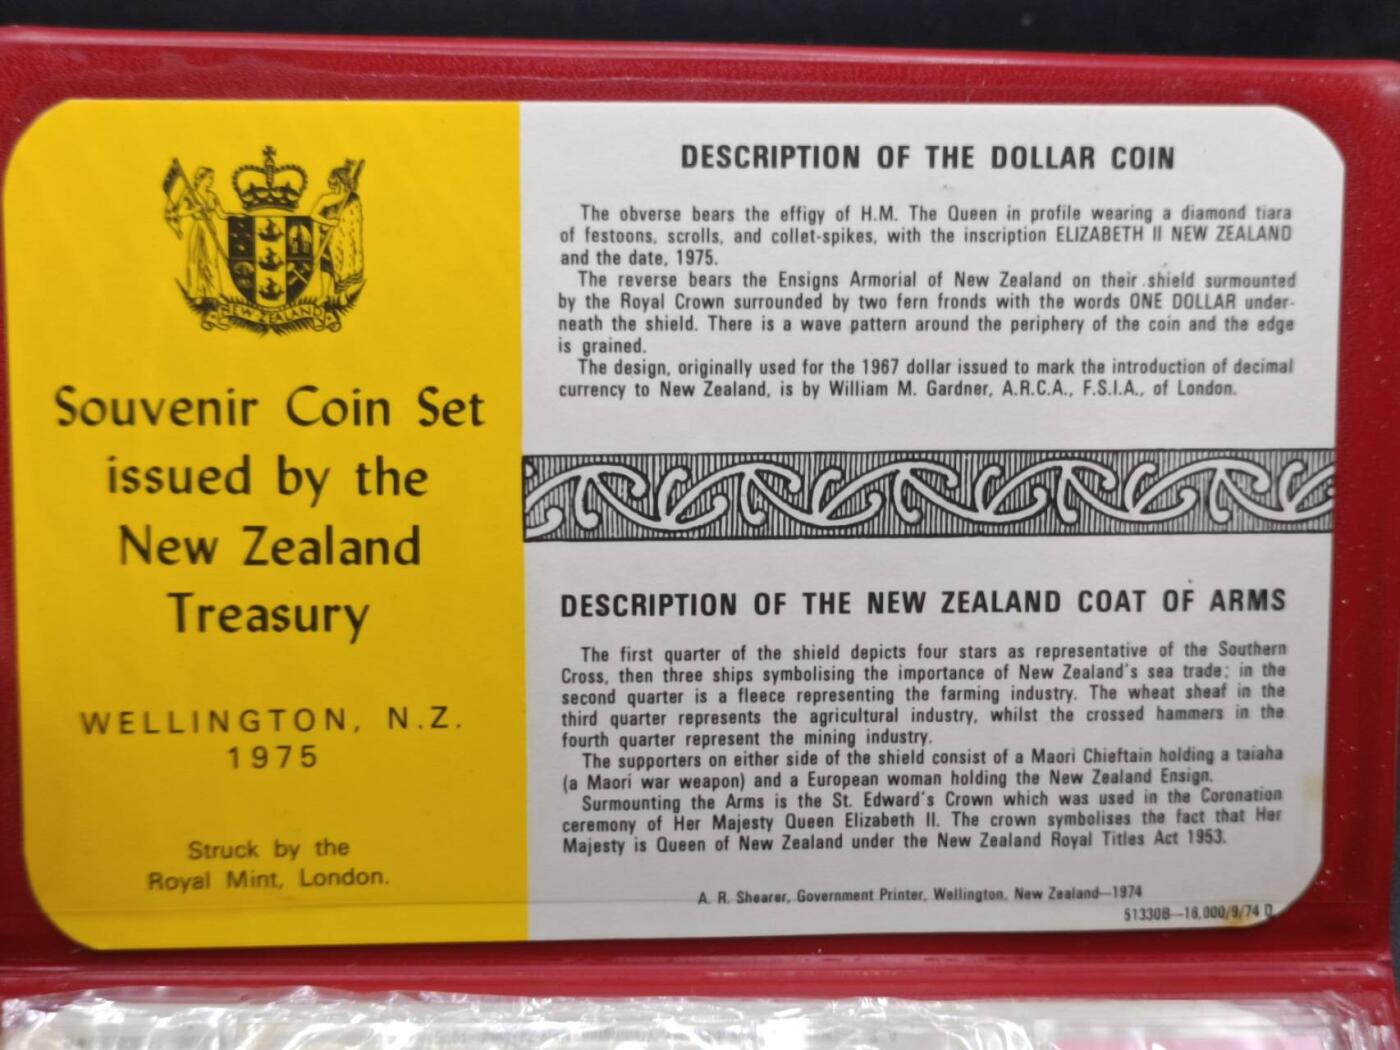 NEW ZEALAND
Souvenir Coin Set
issued by the
New Zealand
Treasury
WELLINGTON, N.Z.
1975
Struck by the
Royal Mint, London.
DESCRIPTION OF THE DOLLAR COIN
The obverse bears the effigy of H.M. The Queen in profile wearing a diamond tiara
of festoons, scrolls, and collet-spikes, with the inscription ELIZABETH II NEW ZEALAND
and the date, 1975.
The reverse bears the Ensigns Armorial of New Zealand on their shield surmounted
by the Royal Crown surrounded by two fern fronds with the words ONE DOLLAR under-
neath the shield. There is a wave pattern around the periphery of the coin and the edge
is grained.
The design, originally used for the 1967 dollar issued to mark the introduction of decimal
currency to New Zealand, is by William M. Gardner, A.R.C.A., F.S.I.A., of London.
DESCRIPTION OF THE NEW ZEALAND COAT OF ARMS
The first quarter of the shield depicts four stars as representative of the Southern
Cross, then three ships symbolising the importance of New Zealand's sea trade; in the
second quarter is a fleece representing the farming industry. The wheat sheaf in the
third quarter represents the agricultural industry, whilst the crossed hammers in the
fourth quarter represent the mining industry.
The supporters on either side of the shield consist of a Maori Chieftain holding a taiaha
(a Maori war weapon) and a European woman holding the New Zealand Ensign.
Surmounting the Arms is the St. Edward's Crown which was used in the Coronation
ceremony of Her Majesty Queen Elizabeth II. The crown symbolises the fact that Her
Majesty is Queen of New Zealand under the New Zealand Royal Titles Act 1953.
A. R. Shearer, Government Printer, Wellington, New Zealand—1974
51330B—16,000/9/74 D